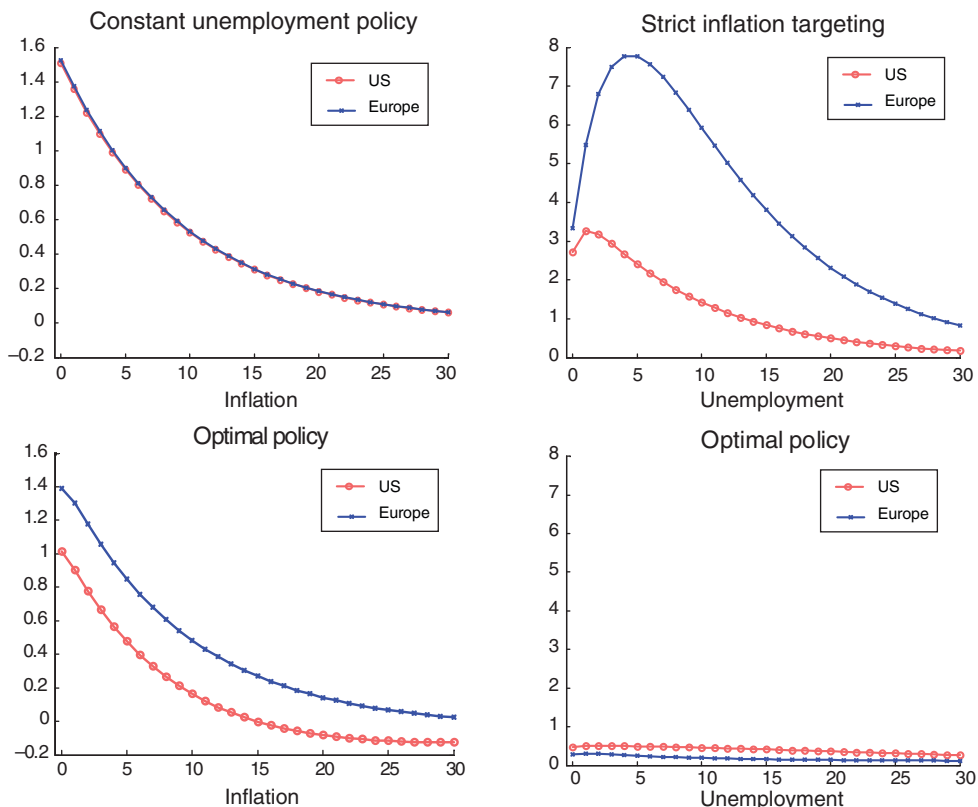 Constant unemployment policy
1.6
1.4
1.2
1
0.8
0.6
0.4
0.2
0
−0.2
US
Europe
0 5 10 15 20 25 30
Inflation
Strict inflation targeting
8
7
6
5
4
3
2
1
0
US
Europe
0 5 10 15 20 25 30
Unemployment
Optimal policy
1.6
1.4
1.2
1
0.8
0.6
0.4
0.2
0
−0.2
US
Europe
0 5 10 15 20 25 30
Inflation
Optimal policy
8
7
6
5
4
3
2
1
0
US
Europe
0 5 10 15 20 25 30
Unemployment